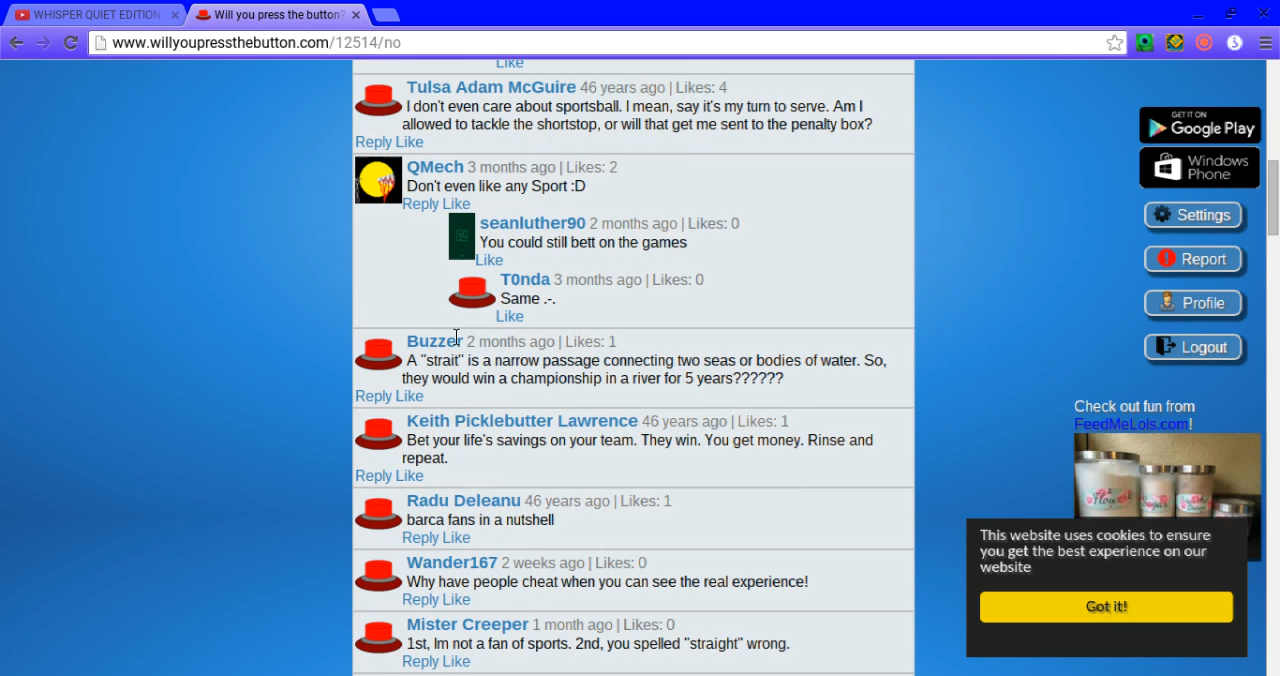 WHISPER QUIET EDITION
Will you press the button?
www.willyoupressthebutton.com/12514/no
Like
Tulsa Adam McGuire 46 years ago | Likes: 4
I don't even care about sportsball. I mean, say it's my turn to serve. Am I
allowed to tackle the shortstop, or will that get me sent to the penalty box?
Reply Like
QMech 3 months ago | Likes: 2
Don't even like any Sport :D
Reply Like
seanluther90 2 months ago | Likes: 0
You could still bett on the games
Like
T0nda 3 months ago | Likes: 0
Same .-.
Like
Buzzer 2 months ago | Likes: 1
A "strait" is a narrow passage connecting two seas or bodies of water. So,
they would win a championship in a river for 5 years??????
Reply Like
Keith Picklebutter Lawrence 46 years ago | Likes: 1
Bet your life's savings on your team. They win. You get money. Rinse and
repeat.
Reply Like
Radu Deleanu 46 years ago | Likes: 1
barca fans in a nutshell
Reply Like
Wander167 2 weeks ago | Likes: 0
Why have people cheat when you can see the real experience!
Reply Like
Mister Creeper 1 month ago | Likes: 0
1st, Im not a fan of sports. 2nd, you spelled "straight" wrong.
Reply Like
GET IT ON
Google Play
Windows
Phone
Settings
Report
Profile
Logout
Check out fun from
FeedMeLols.com!
Flour
Sugar
This website uses cookies to ensure
you get the best experience on our
website
Got it!